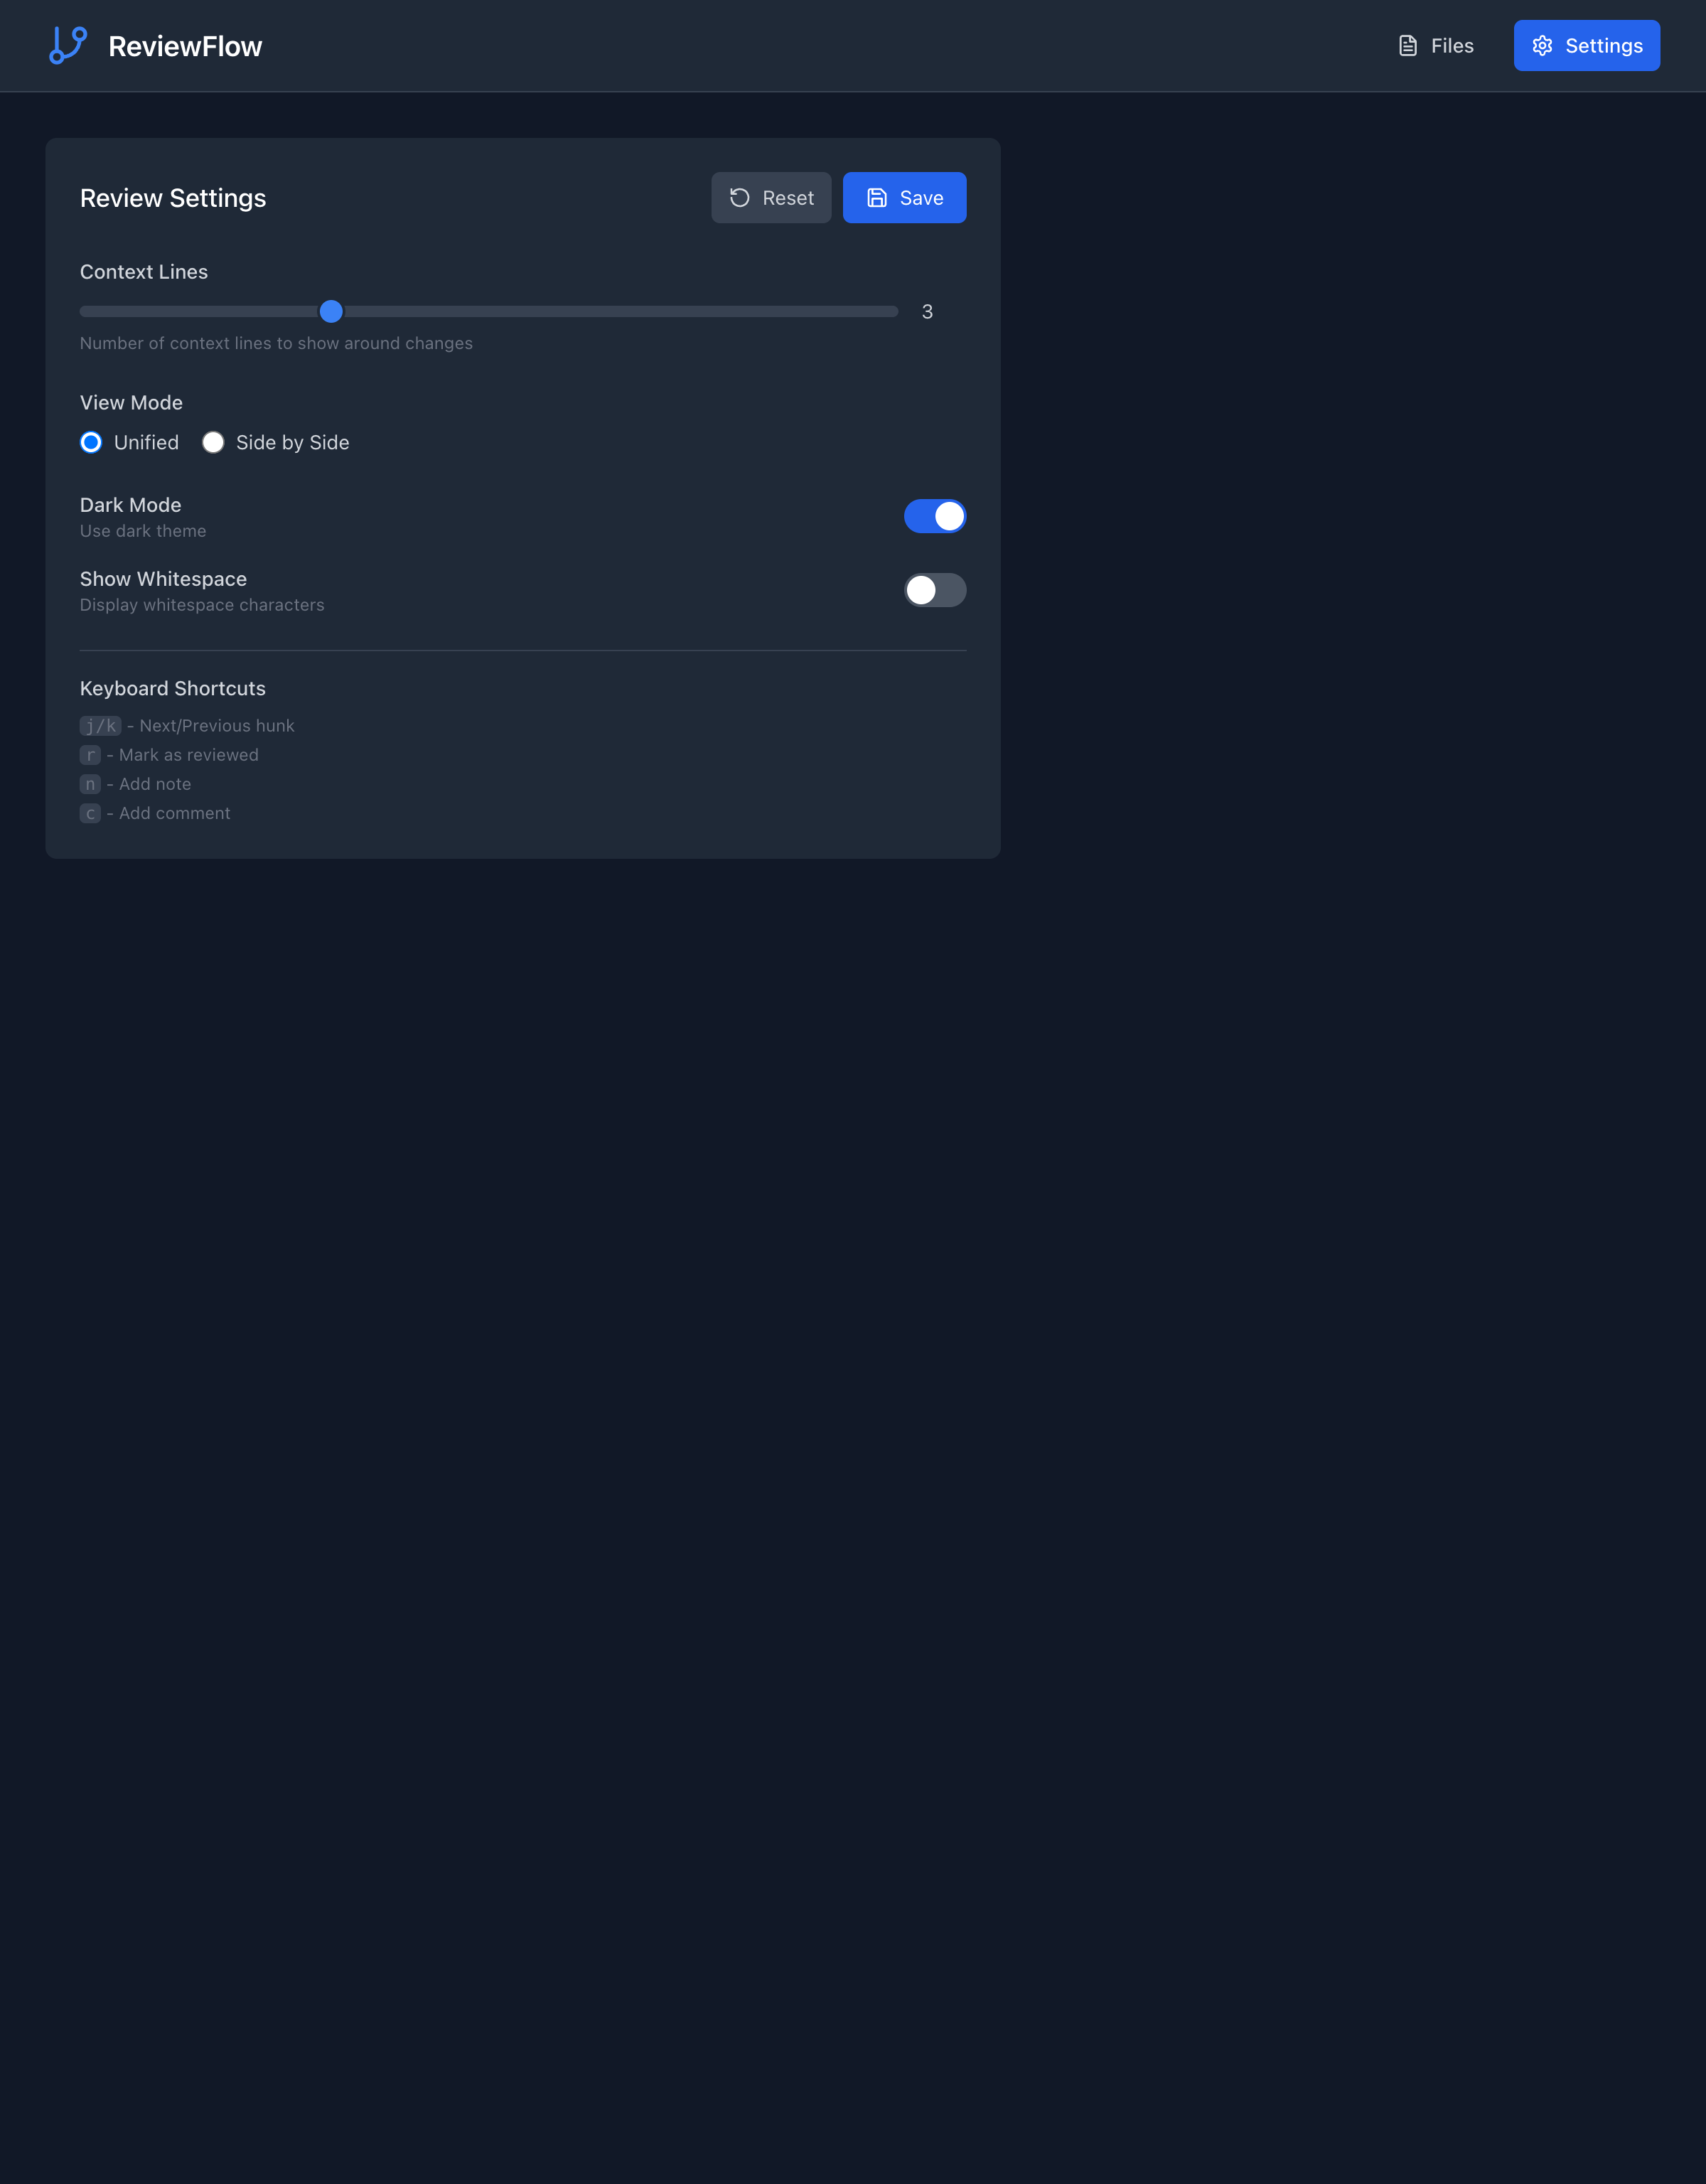 ReviewFlow
Files
Settings
Review Settings
Reset
Save
Context Lines
3
Number of context lines to show around changes
View Mode
Unified
Side by Side
Dark Mode
Use dark theme
Show Whitespace
Display whitespace characters
Keyboard Shortcuts
j/k - Next/Previous hunk
r - Mark as reviewed
n - Add note
c - Add comment